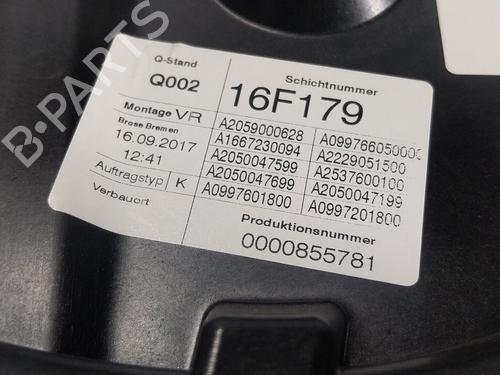 B-PARTS
Q-Stand
Q002
Schichtnummer
16F179
Montage VR
Brose Bremen
16.09.2017
12:41
Auftragstyp K
Verbauort
A2059000628 A0997660500000
A1667230094 A2229051500
A2050047599 A2537600100
A2050047699 A2050047199
A0997601800 A0997201800
Produktionsnummer
0000855781